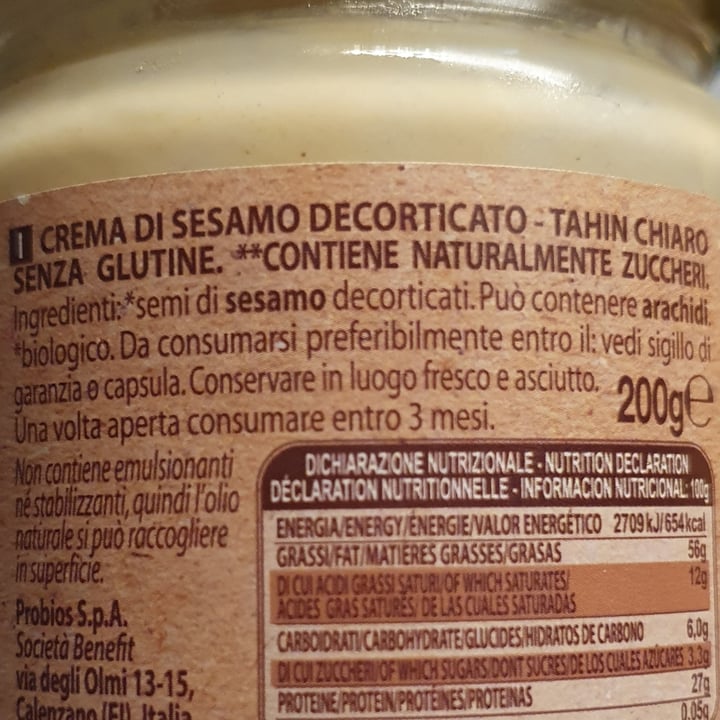 I CREMA DI SESAMO DECORTICATO - TAHIN CHIARO
SENZA GLUTINE. **CONTIENE NATURALMENTE ZUCCHERI.
Ingredienti:*semi di sesamo decorticati. Può contenere arachidi.
*biologico. Da consumarsi preferibilmente entro il: vedi sigillo di
garanzia o capsula. Conservare in luogo fresco e asciutto.
Una volta aperta consumare entro 3 mesi.
200g e
Non contiene emulsionanti
né stabilizzanti, quindi l'olio
naturale si può raccogliere
in superficie.
Probios S.p.A.
Società Benefit
via degli Olmi 13-15,
Calenzano (FI), Italia
DICHIARAZIONE NUTRIZIONALE - NUTRITION DECLARATION
DÉCLARATION NUTRITIONNELLE - INFORMACION NUTRICIONAL: 100g
ENERGIA/ENERGY/ÉNERGIE/VALOR ENERGÉTICO 2709 kJ/654 kcal
GRASSI/FAT/MATIÈRES GRASSES/GRASAS 56g
DI CUI ACIDI GRASSI SATURI/OF WHICH SATURATES/ 12g
ACIDES GRAS SATURÉS/ DE LAS CUALES SATURADAS
CARBOIDRATI/CARBOHYDRATE/GLUCIDES/HIDRATOS DE CARBONO 6,0g
DI CUI ZUCCHERI/OF WHICH SUGARS/DONT SUCRES/DE LOS CUALES AZÚCARES 3,3g
PROTEINE/PROTEIN/PROTÉINES/PROTEINAS 27g
0,05g